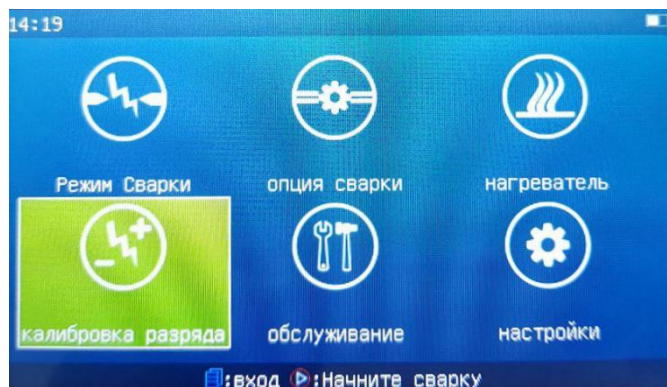 14:19
Режим Сварки опция сварки нагреватель
калибровка разряда обслуживание настройки
:вход :Начните сварку